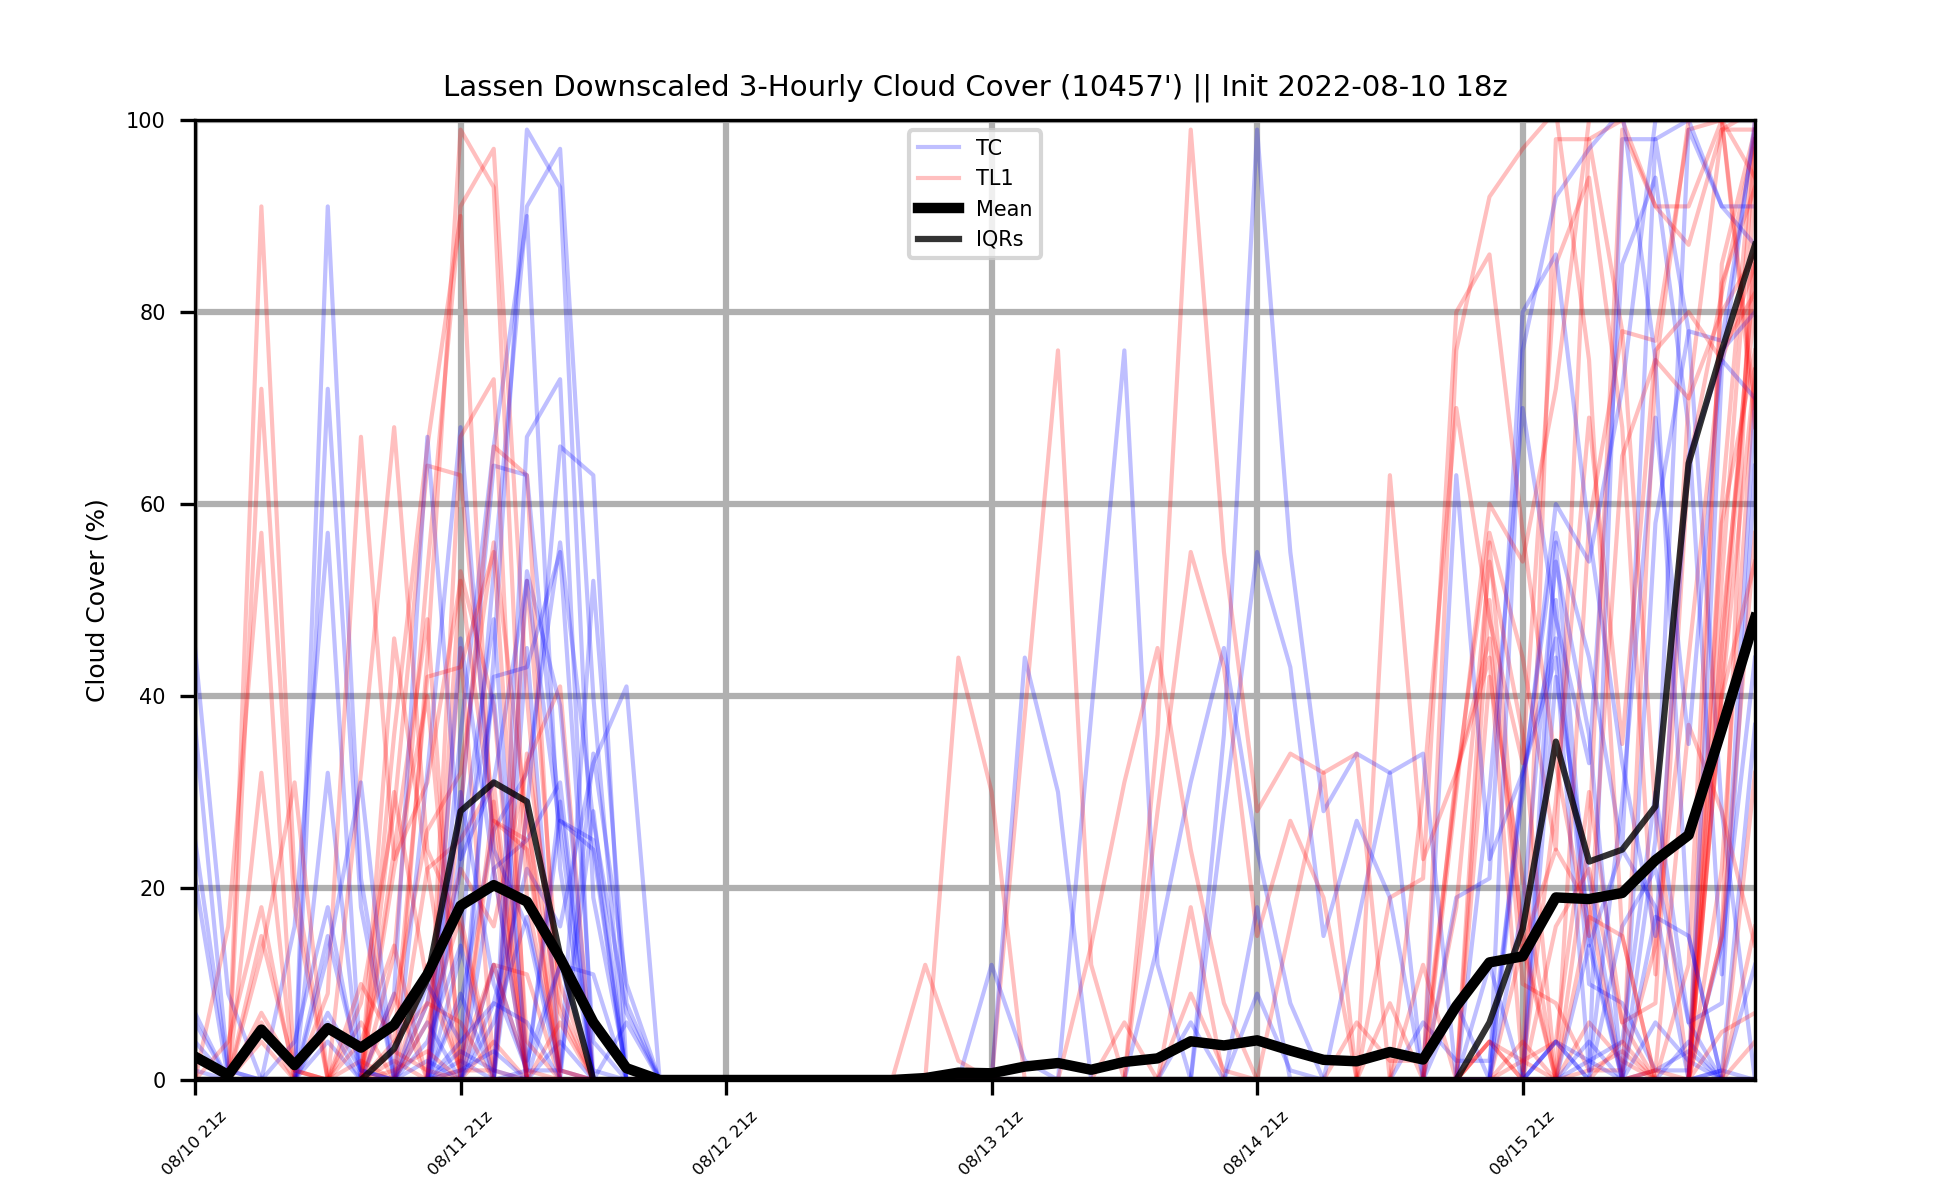 Lassen Downscaled 3-Hourly Cloud Cover (10457') || Init 2022-08-10 18z
TC
TL1
Mean
IQRs
Cloud Cover (%)
100
80
60
40
20
0
08/10 21z
08/11 21z
08/12 21z
08/13 21z
08/14 21z
08/15 21z